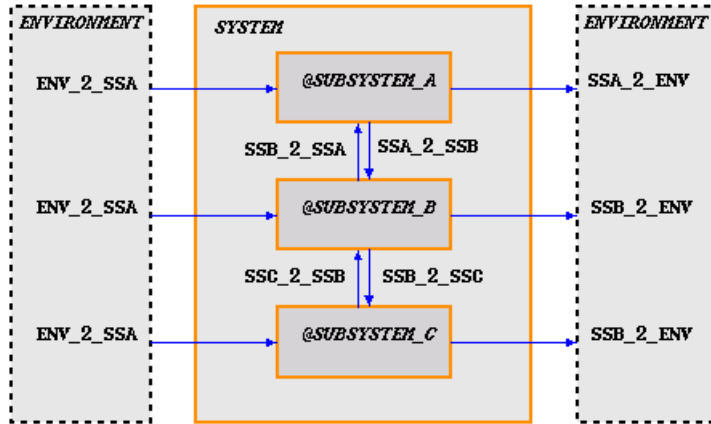 ENVIRONMENT
SYSTEM
ENVIRONMENT
ENV_2_SSA
@SUBSYSTEM_A
SSA_2_ENV
SSB_2_SSA
SSA_2_SSB
ENV_2_SSA
@SUBSYSTEM_B
SSB_2_ENV
SSC_2_SSB
SSB_2_SSC
ENV_2_SSA
@SUBSYSTEM_C
SSB_2_ENV